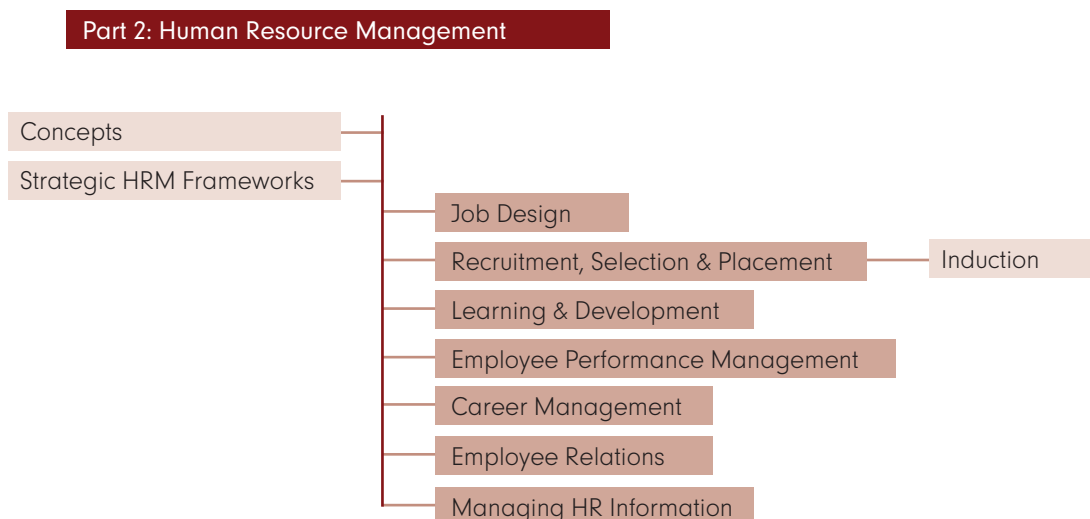 Part 2: Human Resource Management
Concepts
Strategic HRM Frameworks
Job Design
Recruitment, Selection & Placement
Induction
Learning & Development
Employee Performance Management
Career Management
Employee Relations
Managing HR Information